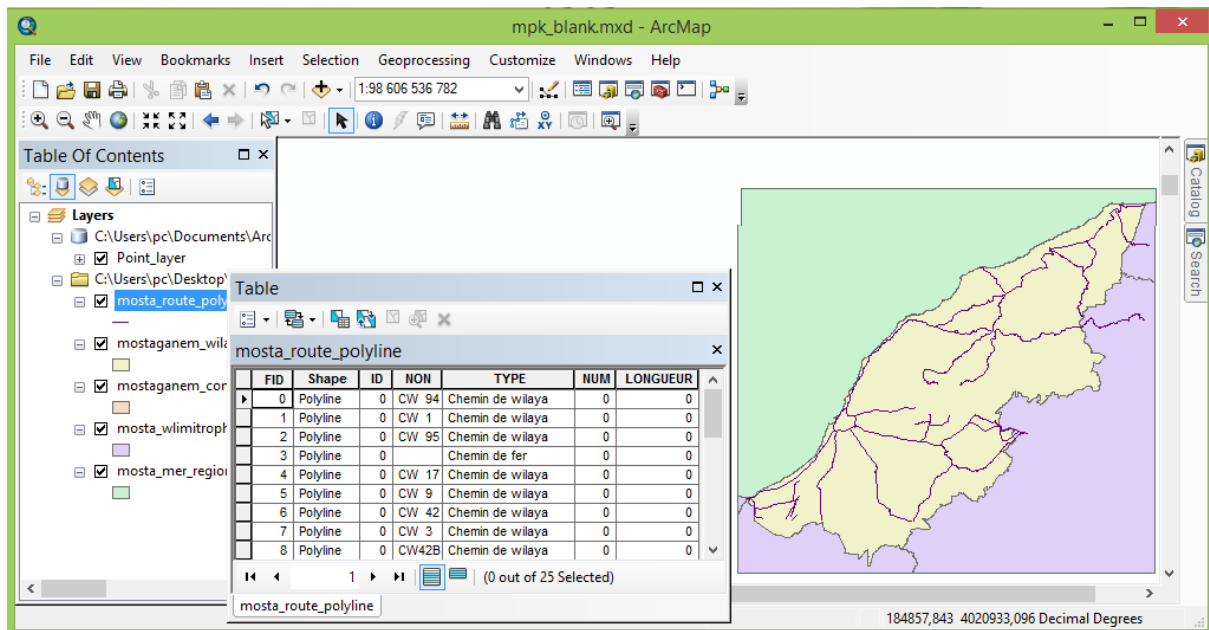 mpk_blank.mxd - ArcMap
File Edit View Bookmarks Insert Selection Geoprocessing Customize Windows Help
1:98 606 536 782
Table Of Contents
Layers
C:\Users\pc\Documents\Arc
Point_layer
C:\Users\pc\Desktop\
mosta_route_poly
mostaganem_wila
mostaganem_cor
mosta_wlimitroph
mosta_mer_region
Table
mosta_route_polyline
FID Shape ID NON TYPE NUM LONGUEUR
0 Polyline 0 CW 94 Chemin de wilaya 0 0
1 Polyline 0 CW 1 Chemin de wilaya 0 0
2 Polyline 0 CW 95 Chemin de wilaya 0 0
3 Polyline 0 Chemin de fer 0 0
4 Polyline 0 CW 17 Chemin de wilaya 0 0
5 Polyline 0 CW 9 Chemin de wilaya 0 0
6 Polyline 0 CW 42 Chemin de wilaya 0 0
7 Polyline 0 CW 3 Chemin de wilaya 0 0
8 Polyline 0 CW42B Chemin de wilaya 0 0
1 (0 out of 25 Selected)
mosta_route_polyline
Catalog
Search
184857,843 4020933,096 Decimal Degrees